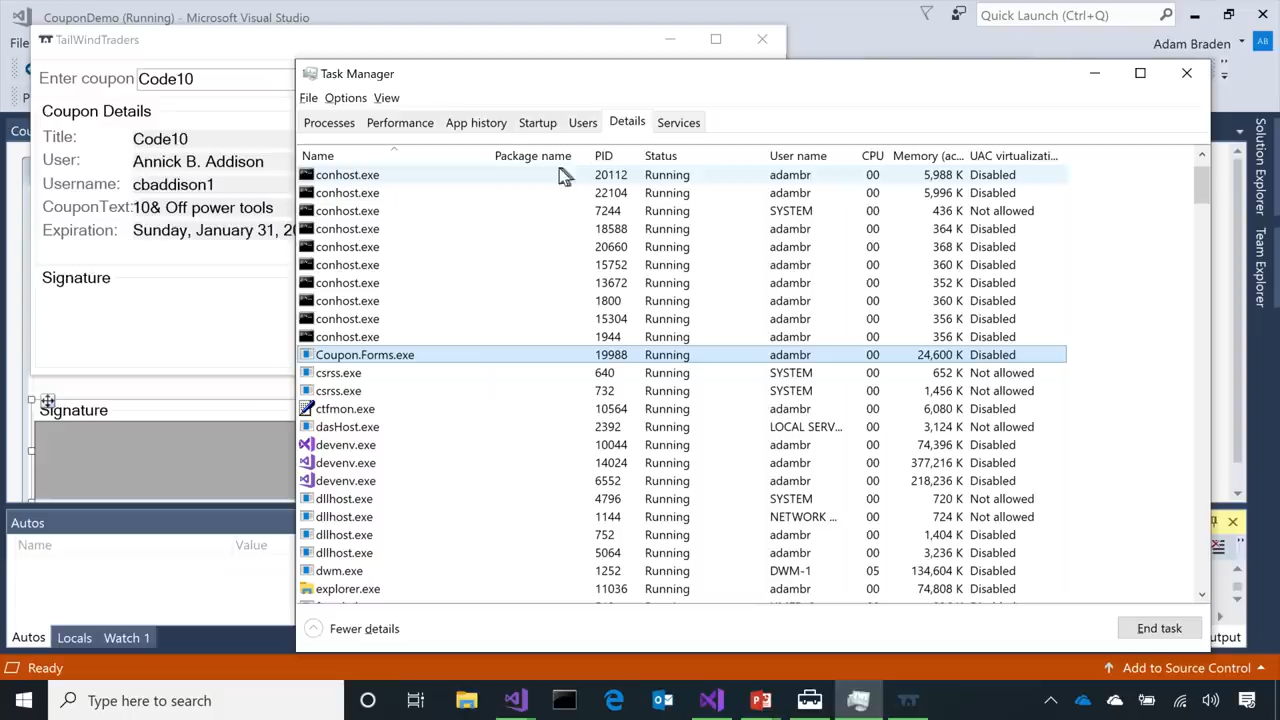 CouponDemo (Running) - Microsoft Visual Studio
Quick Launch (Ctrl+Q)
TailWindTraders
Adam Braden
AB
Enter coupon
Code10
Coupon Details
Title:
Code10
User:
Annick B. Addison
Username:
cbaddison1
CouponText:
10& Off power tools
Expiration:
Sunday, January 31, 20
Signature
Signature
Task Manager
File Options View
Processes Performance App history Startup Users Details Services
Name Package name PID Status User name CPU Memory (ac... UAC virtualizati...
conhost.exe 20112 Running adambr 00 5,988 K Disabled
conhost.exe 22104 Running adambr 00 5,996 K Disabled
conhost.exe 7244 Running SYSTEM 00 436 K Not allowed
conhost.exe 18588 Running adambr 00 364 K Disabled
conhost.exe 20660 Running adambr 00 368 K Disabled
conhost.exe 15752 Running adambr 00 360 K Disabled
conhost.exe 13672 Running adambr 00 352 K Disabled
conhost.exe 1800 Running adambr 00 360 K Disabled
conhost.exe 15304 Running adambr 00 356 K Disabled
conhost.exe 1944 Running adambr 00 356 K Disabled
Coupon.Forms.exe 19988 Running adambr 00 24,600 K Disabled
csrss.exe 640 Running SYSTEM 00 652 K Not allowed
csrss.exe 732 Running SYSTEM 00 1,456 K Not allowed
ctfmon.exe 10564 Running adambr 00 6,080 K Disabled
dasHost.exe 2392 Running LOCAL SERV... 00 3,124 K Not allowed
devenv.exe 10044 Running adambr 00 74,396 K Disabled
devenv.exe 14024 Running adambr 00 377,216 K Disabled
devenv.exe 6552 Running adambr 00 218,236 K Disabled
dllhost.exe 4796 Running SYSTEM 00 720 K Not allowed
dllhost.exe 1144 Running NETWORK ... 00 724 K Not allowed
dllhost.exe 752 Running adambr 00 1,404 K Disabled
dllhost.exe 5064 Running adambr 00 3,236 K Disabled
dwm.exe 1252 Running DWM-1 05 134,604 K Disabled
explorer.exe 11036 Running adambr 00 74,808 K Disabled
Fewer details
End task
Solution Explorer
Team Explorer
Autos
Name Value
Autos Locals Watch 1
Ready
Add to Source Control
Type here to search